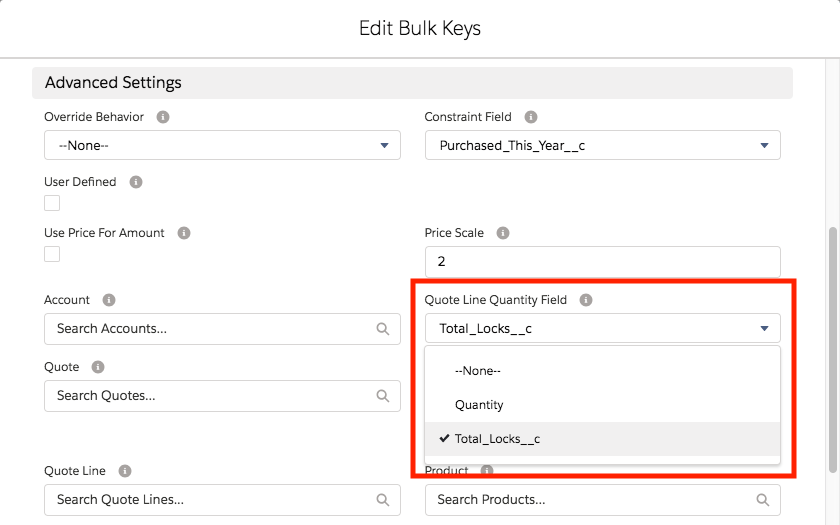 Edit Bulk Keys
Advanced Settings
Override Behavior
Constraint Field
--None--
Purchased_This_Year__c
User Defined
Use Price For Amount
Price Scale
2
Account
Quote Line Quantity Field
Search Accounts...
Total_Locks__c
Quote
--None--
Search Quotes...
Quantity
Total_Locks__c
Quote Line
Product
Search Quote Lines...
Search Products...